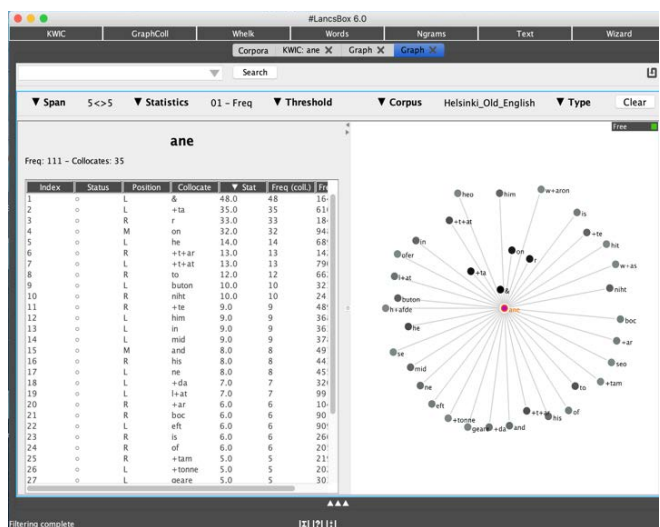 #LancsBox 6.0
KWIC GraphColl Whelk Words Ngrams Text Wizard
Corpora KWIC: ane Graph Graph
Search
▼ Span 5<>5 ▼ Statistics 01 - Freq ▼ Threshold ▼ Corpus Helsinki_Old_English ▼ Type Clear
ane
Freq: 111 - Collocates: 35
Index Status Position Collocate ▼ Stat Freq (coll.)
1 ○ L & 48.0 48
2 ○ L +ta 35.0 35
3 ○ R r 33.0 33
4 ○ M on 32.0 32
5 ○ L he 14.0 14
6 ○ R +t+ar 13.0 13
7 ○ L +t+at 13.0 13
8 ○ R to 12.0 12
9 ○ L buton 10.0 10
10 ○ R niht 10.0 10
11 ○ R +te 9.0 9
12 ○ L him 9.0 9
13 ○ L in 9.0 9
14 ○ L mid 9.0 9
15 ○ M and 8.0 8
16 ○ R his 8.0 8
17 ○ L ne 8.0 8
18 ○ L +da 7.0 7
19 ○ L l+at 7.0 7
20 ○ R +ar 6.0 6
21 ○ R boc 6.0 6
22 ○ L eft 6.0 6
23 ○ R is 6.0 6
24 ○ R of 6.0 6
25 ○ R +tam 5.0 5
26 ○ L +tonne 5.0 5
27 ○ L geare 5.0 5
Free
heo
him
w+aron
is
+t+at
+te
on
r
hit
in
ufer
w+as
+ta
l+at
niht
&
buton
h+afde
ane
boc
he
+ar
se
seo
mid
+tam
ne
to
eft
+t+ar
of
+tonne
his
geare
+da
and
Filtering complete